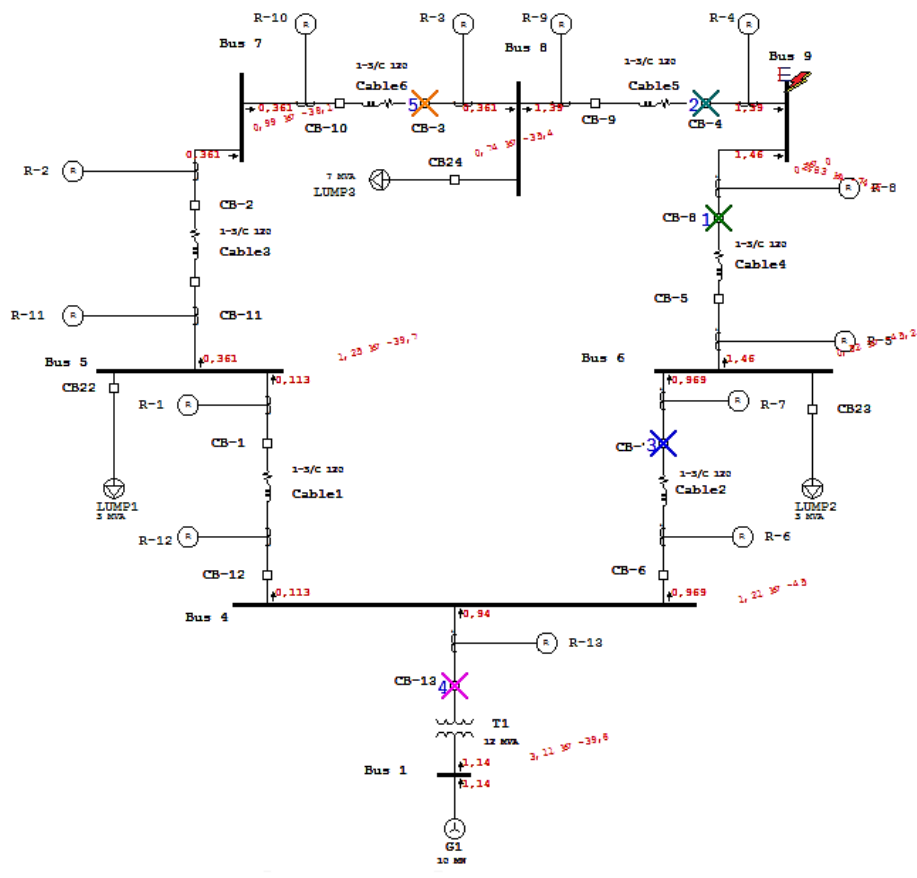 R-10
R-3
R-9
R-4
Bus 7
Bus 8
Bus 9
1-3/C 120
Cable6
1-3/C 120
Cable5
0,361
5
0,361
1,39
2
1,39
CB-10
CB-3
CB-9
CB-4
0,361
1,46
R-2
CB24
7 MVA
LUMP3
R-8
CB-2
CB-8
1
1-3/C 120
Cable3
1-3/C 120
Cable4
CB-5
R-11
CB-11
R-5
Bus 5
0,361
Bus 6
1,46
CB22
0,113
0,969
CB23
R-1
R-7
CB-1
CB-
3
1-3/C 120
Cable1
1-3/C 120
Cable2
LUMP1
3 MVA
LUMP2
3 MVA
R-12
R-6
CB-12
CB-6
0,113
0,969
Bus 4
0,94
R-13
CB-13
4
T1
12 MVA
Bus 1
1,14
1,14
G1
10 MW